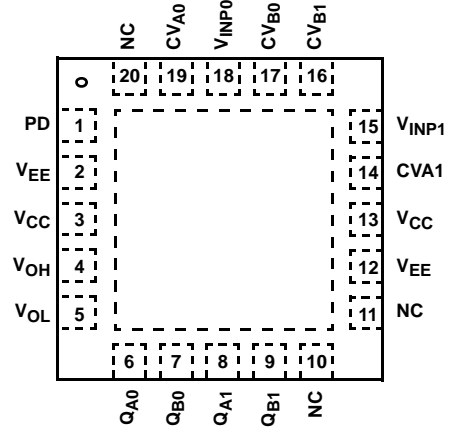 NC
CVA0
VINP0
CVB0
CVB1
20
19
18
17
16
PD
1
VEE
2
VCC
3
VOH
4
VOL
5
15
VINP1
14
CVA1
13
VCC
12
VEE
11
NC
6
7
8
9
10
QA0
QB0
QA1
QB1
NC